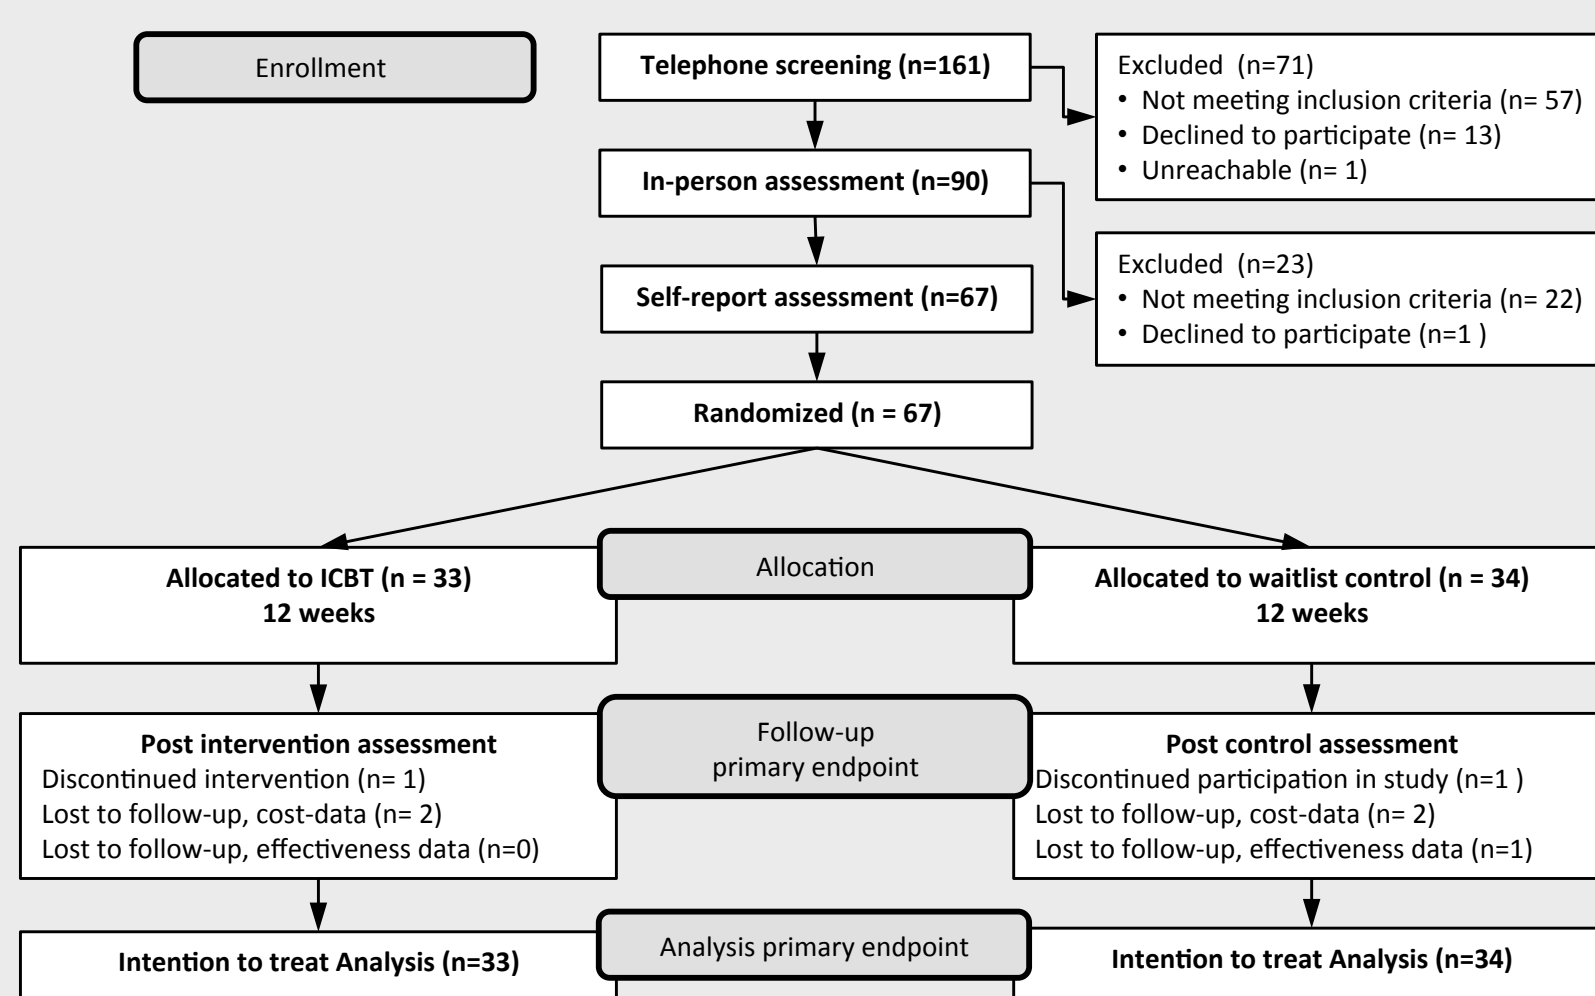 Enrollment
Telephone screening (n=161)
Excluded  (n=71)
• Not meeting inclusion criteria (n= 57)
• Declined to participate (n= 13)
• Unreachable (n= 1)
In-person assessment (n=90)
Excluded  (n=23)
• Not meeting inclusion criteria (n= 22)
• Declined to participate (n=1 )
Self-report assessment (n=67)
Randomized (n = 67)
Allocation
Allocated to ICBT (n = 33)
12 weeks
Allocated to waitlist control (n = 34)
12 weeks
Follow-up
primary endpoint
Post intervention assessment
Discontinued intervention (n= 1)
Lost to follow-up, cost-data (n= 2)
Lost to follow-up, effectiveness data (n=0)
Post control assessment
Discontinued participation in study (n=1 )
Lost to follow-up, cost-data (n= 2)
Lost to follow-up, effectiveness data (n=1)
Analysis primary endpoint
Intention to treat Analysis (n=33)
Intention to treat Analysis (n=34)